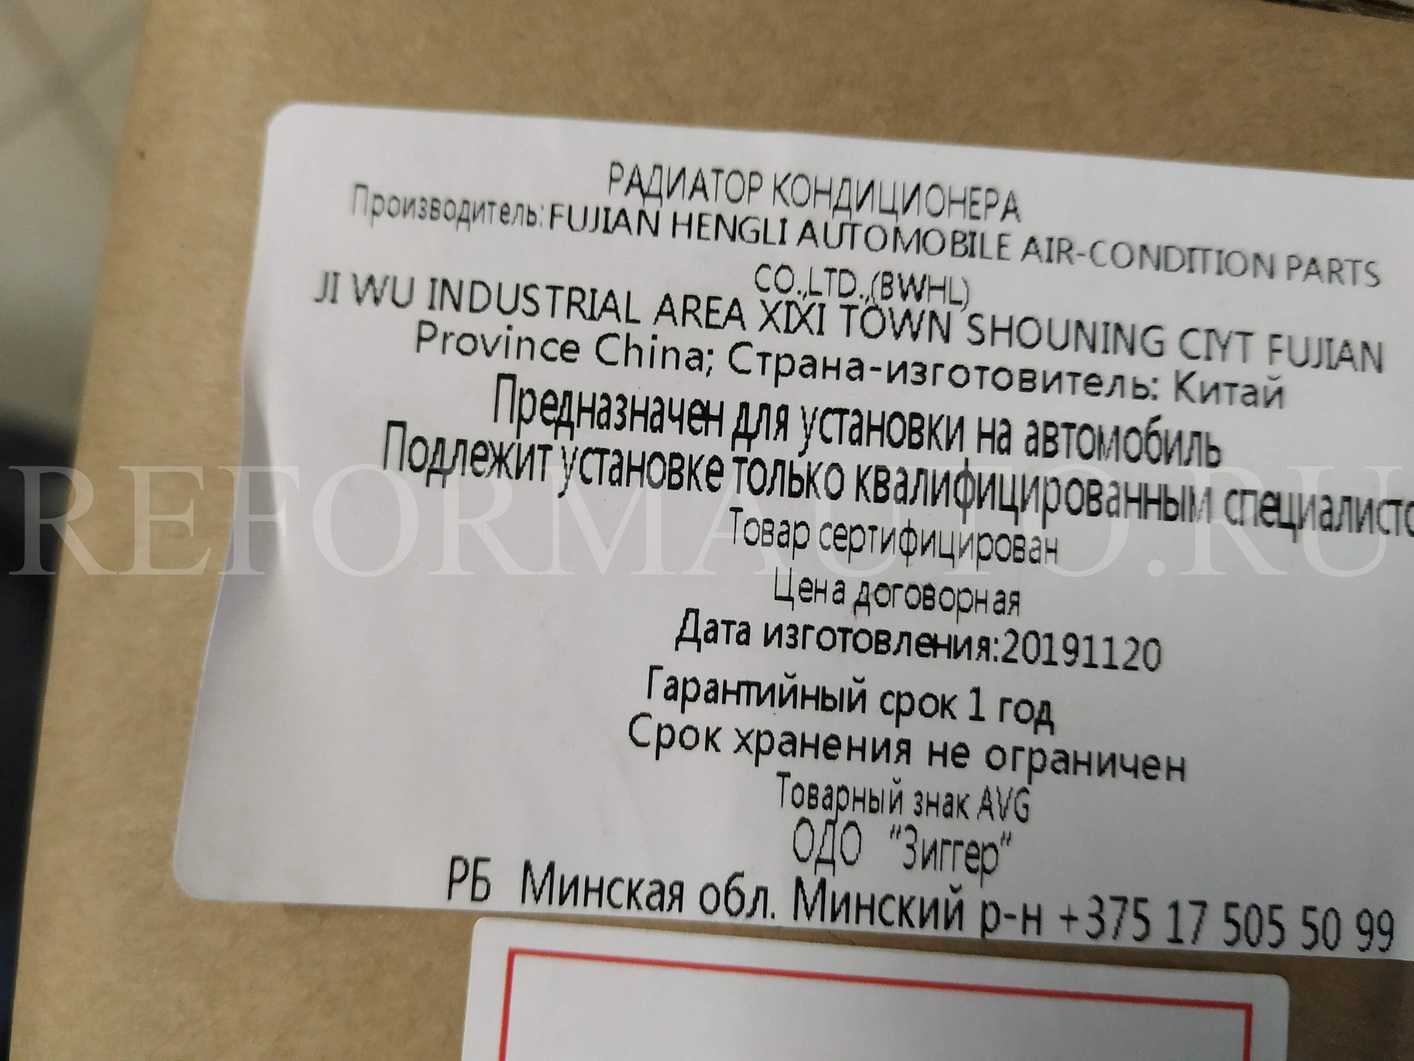 РАДИАТОР КОНДИЦИОНЕРА
Производитель:FUJIAN HENGLI AUTOMOBILE AIR-CONDITION PARTS
CO.,LTD.,(BWHL)
JI WU INDUSTRIAL AREA XIXI TOWN SHOUNING CIYT FUJIAN
Province China; Страна-изготовитель: Китай
Предназначен для установки на автомобиль
Подлежит установке только квалифицированным специалисто
REFORMAUTO.RU
Товар сертифицирован
Цена договорная
Дата изготовления:20191120
Гарантийный срок 1 год
Срок хранения не ограничен
Товарный знак AVG
ОДО "Зиггер"
РБ Минская обл. Минский р-н +375 17 505 50 99